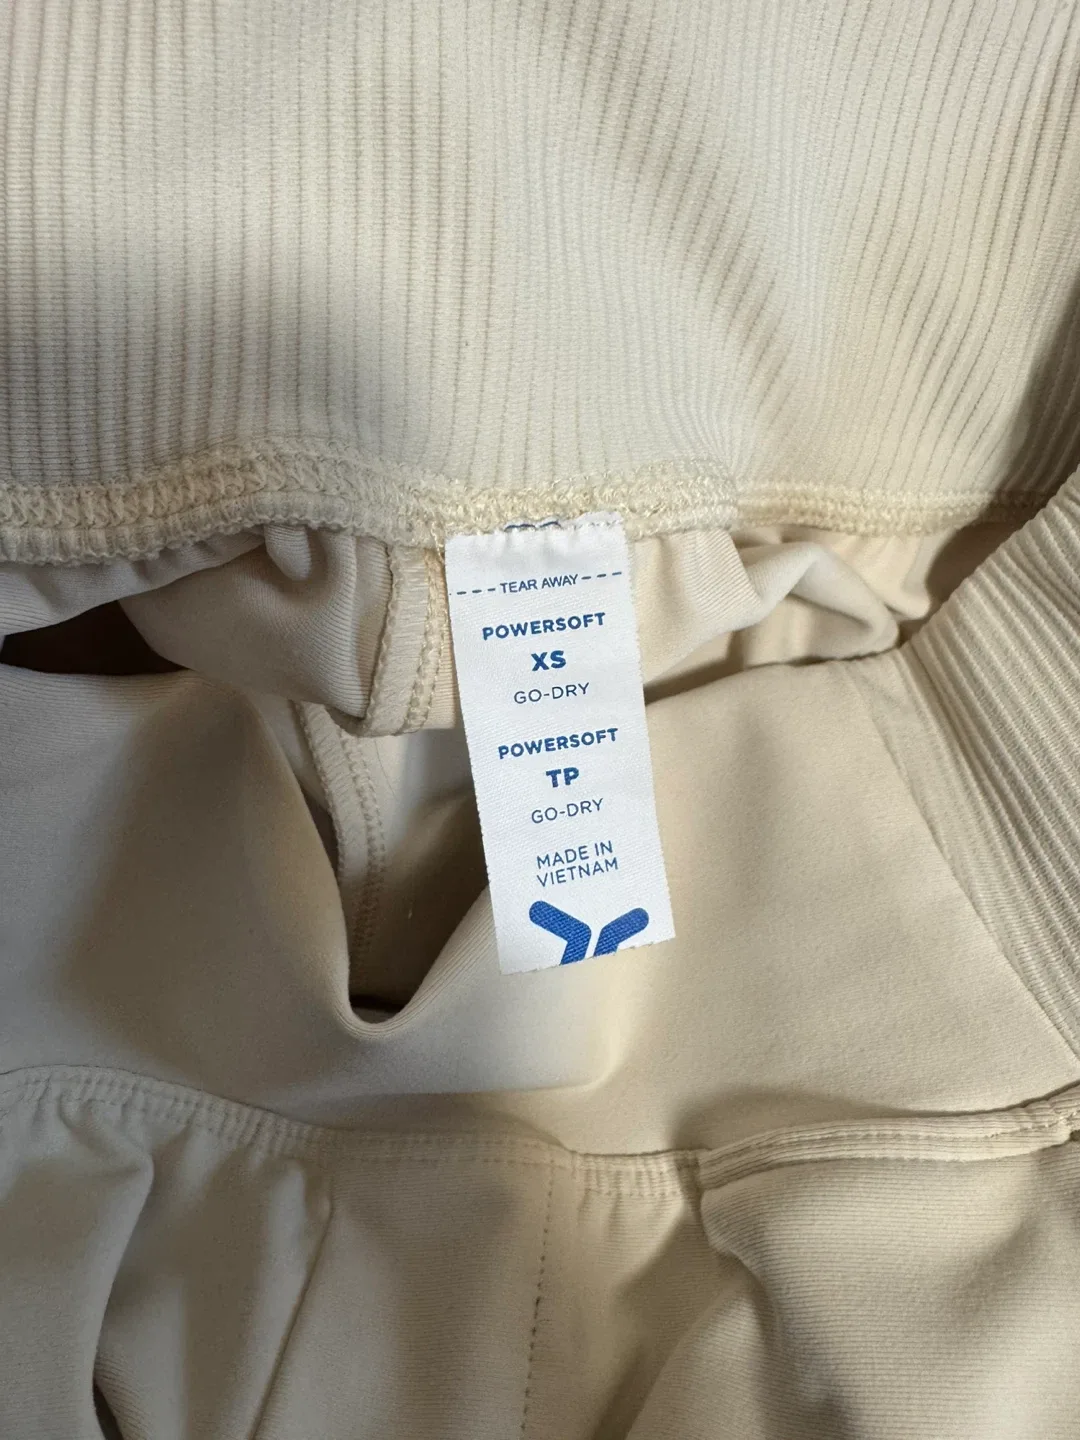 TEAR AWAY
POWERSOFT
XS
GO-DRY
POWERSOFT
TP
GO-DRY
MADE IN
VIETNAM